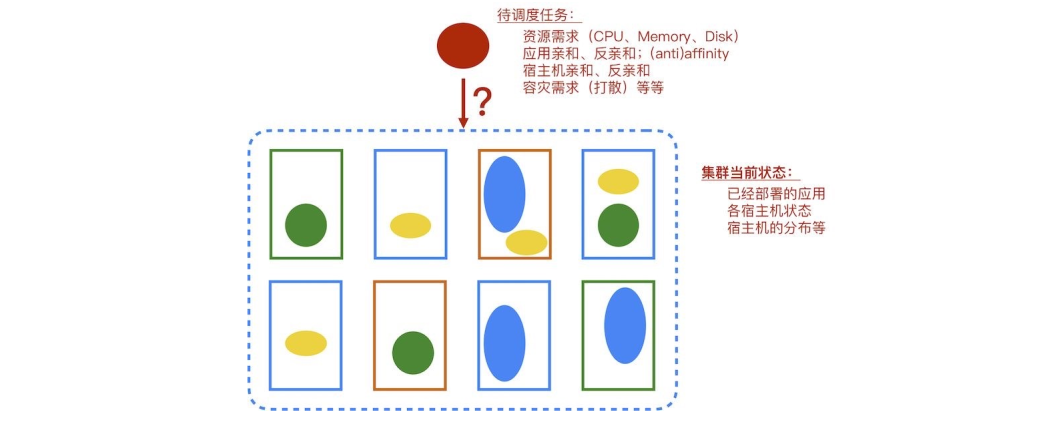 待调度任务：
资源需求（CPU、Memory、Disk）
应用亲和、反亲和；(anti)affinity
宿主机亲和、反亲和
容灾需求（打散）等等
?
集群当前状态：
已经部署的应用
各宿主机状态
宿主机的分布等